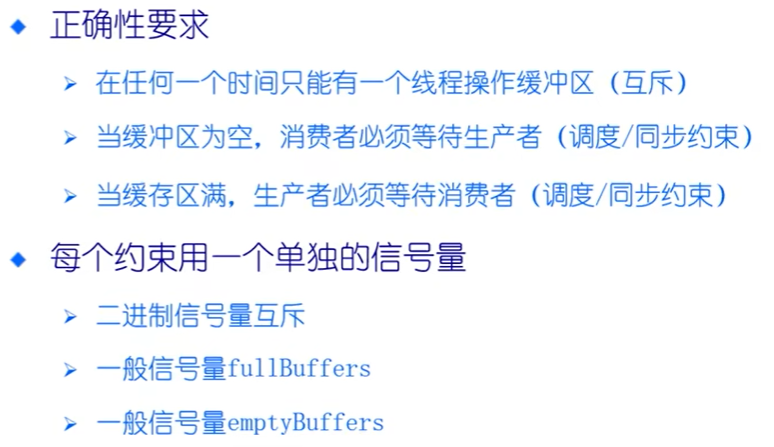 正确性要求
在任何一个时间只能有一个线程操作缓冲区（互斥）
当缓冲区为空，消费者必须等待生产者（调度/同步约束）
当缓存区满，生产者必须等待消费者（调度/同步约束）
每个约束用一个单独的信号量
二进制信号量互斥
一般信号量fullBuffers
一般信号量emptyBuffers